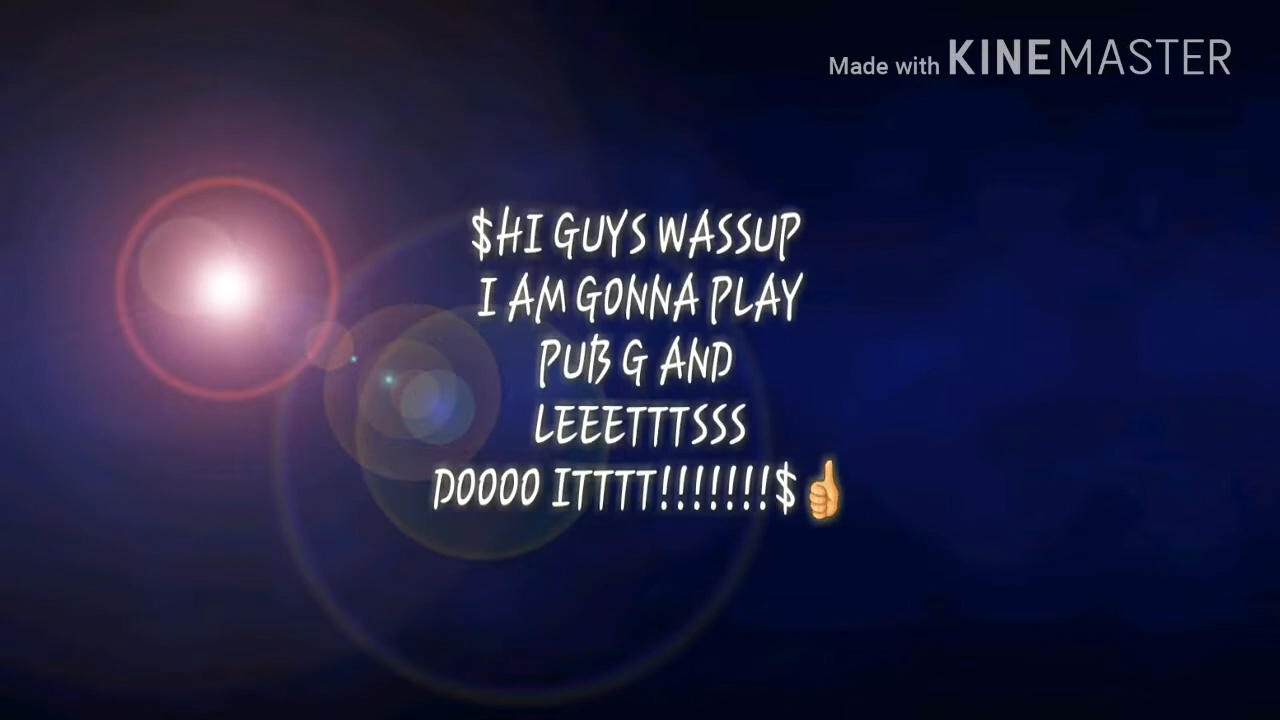 Made with KINEMASTER
$HI GUYS WASSUP
I AM GONNA PLAY
PUB G AND
LEEETTTSSS
DOOOO ITTTT!!!!!!!$👍